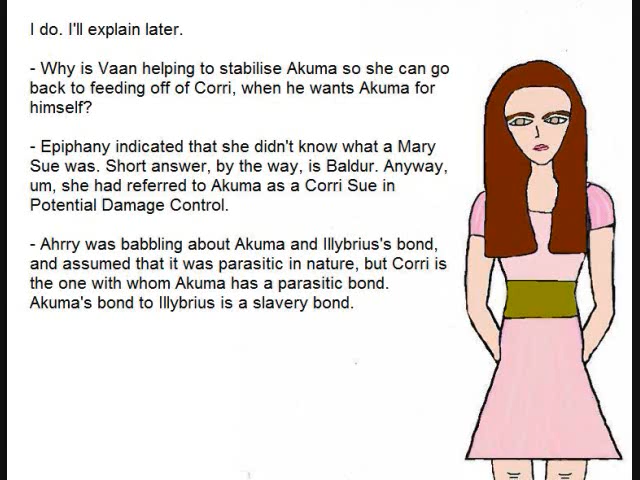 I do. I'll explain later.
- Why is Vaan helping to stabilise Akuma so she can go
back to feeding off of Corri, when he wants Akuma for
himself?
- Epiphany indicated that she didn't know what a Mary
Sue was. Short answer, by the way, is Baldur. Anyway,
um, she had referred to Akuma as a Corri Sue in
Potential Damage Control.
- Ahrry was babbling about Akuma and Illybrius's bond,
and assumed that it was parasitic in nature, but Corri is
the one with whom Akuma has a parasitic bond.
Akuma's bond to Illybrius is a slavery bond.